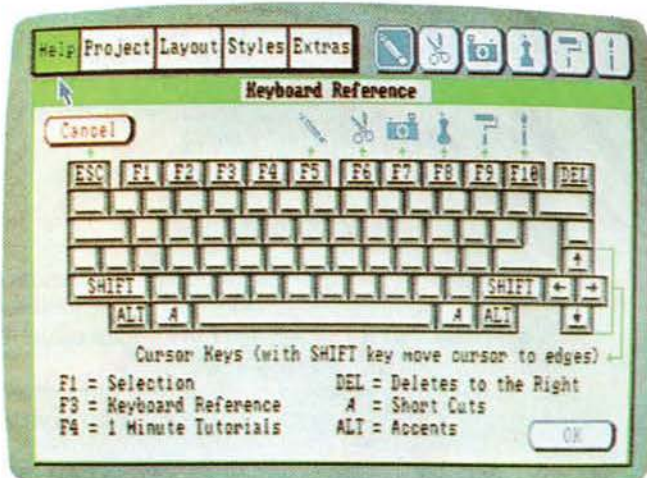 Help Project Layout Styles Extras
Keyboard Reference
Cancel
ESC F1 F2 F3 F4 F5 F6 F7 F8 F9 F10 DEL
SHIFT SHIFT
ALT A A ALT
Cursor Keys (with SHIFT key move cursor to edges)
F1 = Selection
F3 = Keyboard Reference
F4 = 1 Minute Tutorials
DEL = Deletes to the Right
A = Short Cuts
ALT = Accents
OK